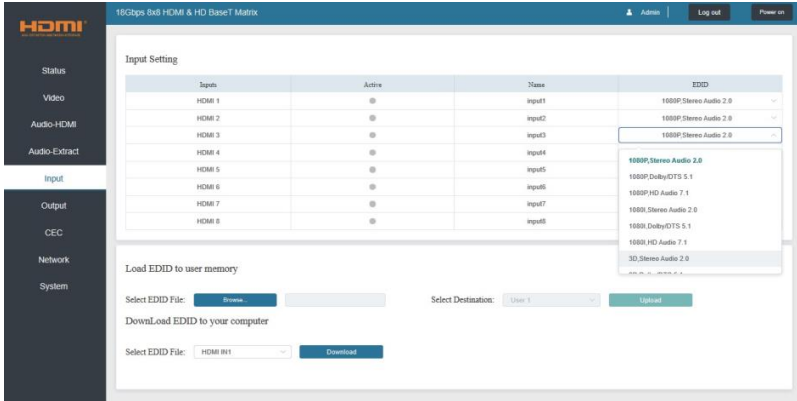 HDMI
18Gbps 8x8 HDMI & HD BaseT Matrix
Admin
Log out
Power on
Status
Video
Audio-HDMI
Audio-Extract
Input
Output
CEC
Network
System
Input Setting
Inputs Active Name EDID
HDMI 1 input1 1080P,Stereo Audio 2.0
HDMI 2 input2 1080P,Stereo Audio 2.0
HDMI 3 input3 1080P,Stereo Audio 2.0
HDMI 4 input4
HDMI 5 input5
HDMI 6 input6
HDMI 7 input7
HDMI 8 input8
1080P,Stereo Audio 2.0
1080P,Dolby/DTS 5.1
1080P,HD Audio 7.1
1080I,Stereo Audio 2.0
1080I,Dolby/DTS 5.1
1080I,HD Audio 7.1
3D,Stereo Audio 2.0
Load EDID to user memory
Select EDID File: Browse... Select Destination: User 1 Upload
DownLoad EDID to your computer
Select EDID File: HDMI IN1 Download